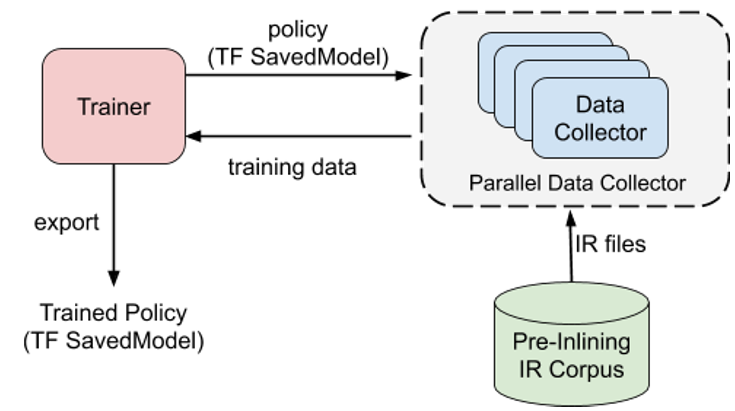 policy
(TF SavedModel)
Trainer
Data
Collector
training data
Parallel Data Collector
export
IR files
Trained Policy
(TF SavedModel)
Pre-Inlining
IR Corpus